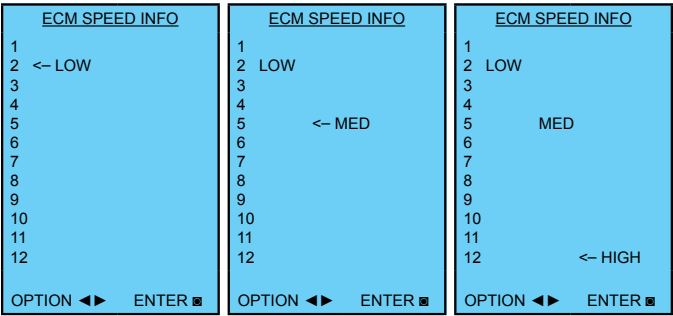 ECM SPEED INFO
1
2 <– LOW
3
4
5
6
7
8
9
10
11
12
OPTION ◄► ENTER ◙
ECM SPEED INFO
1
2 LOW
3
4
5 <– MED
6
7
8
9
10
11
12
OPTION ◄► ENTER ◙
ECM SPEED INFO
1
2 LOW
3
4
5 MED
6
7
8
9
10
11
12 <– HIGH
OPTION ◄► ENTER ◙